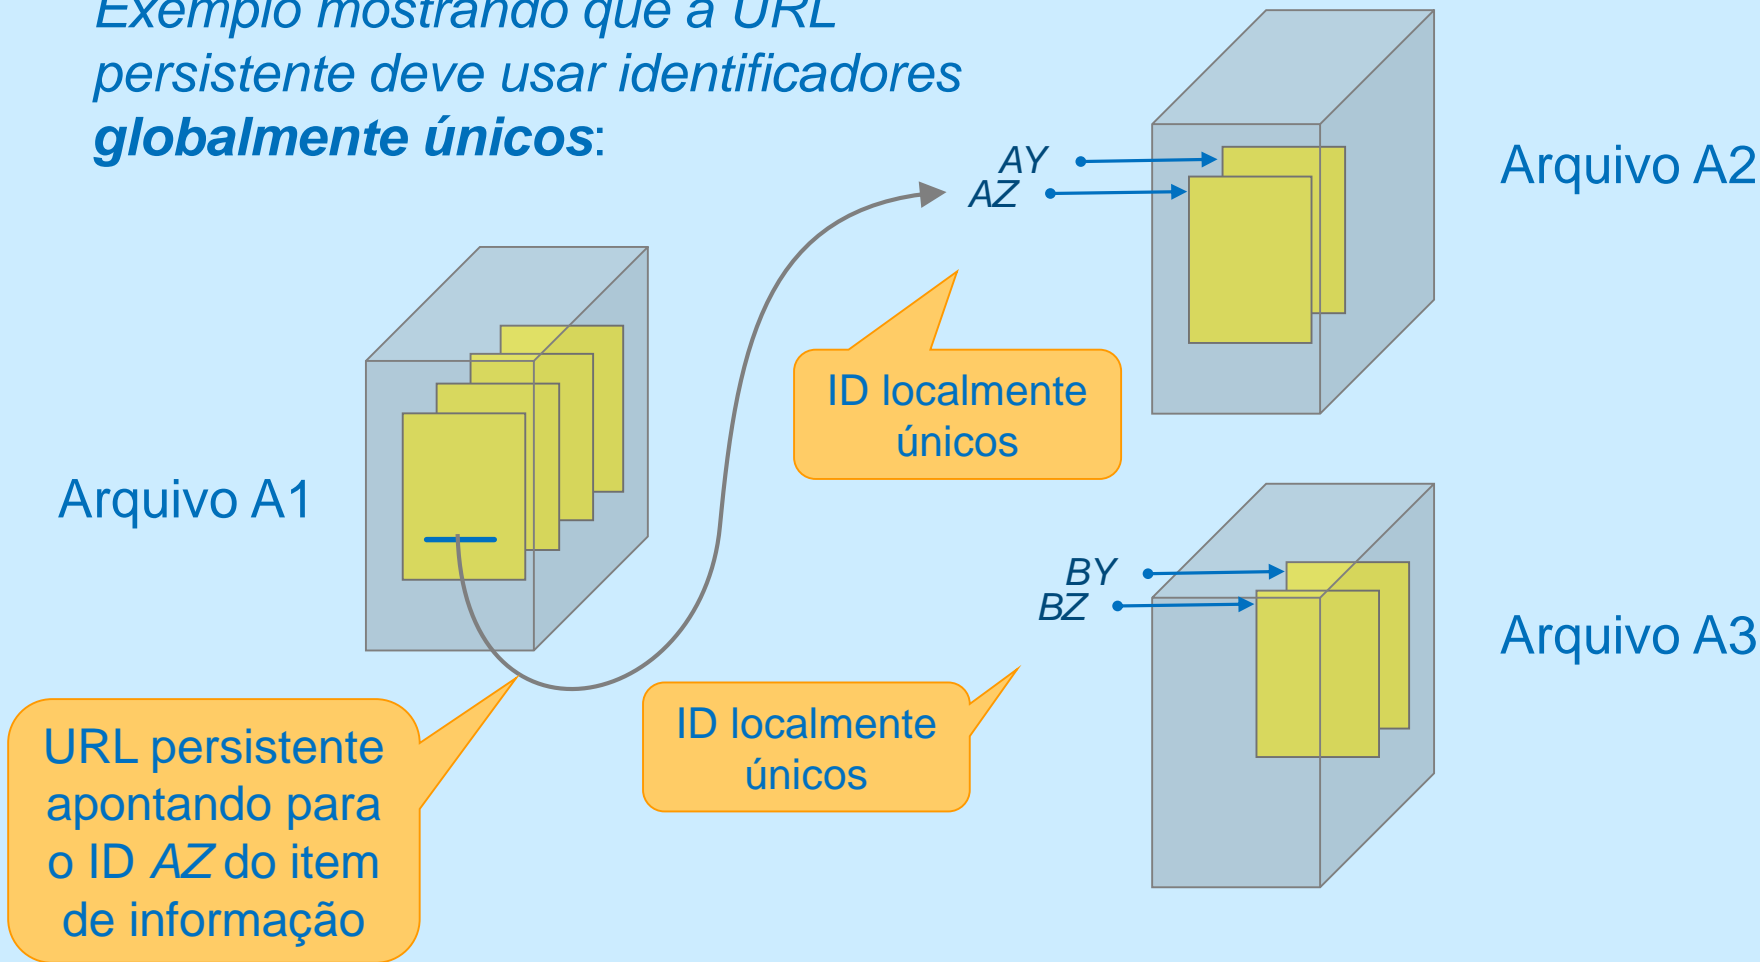 Exemplo mostrando que a URL
persistente deve usar identificadores
globalmente únicos:
AY
AZ
Arquivo A2
ID localmente
únicos
Arquivo A1
BY
BZ
Arquivo A3
ID localmente
únicos
URL persistente
apontando para
o ID AZ do item
de informação